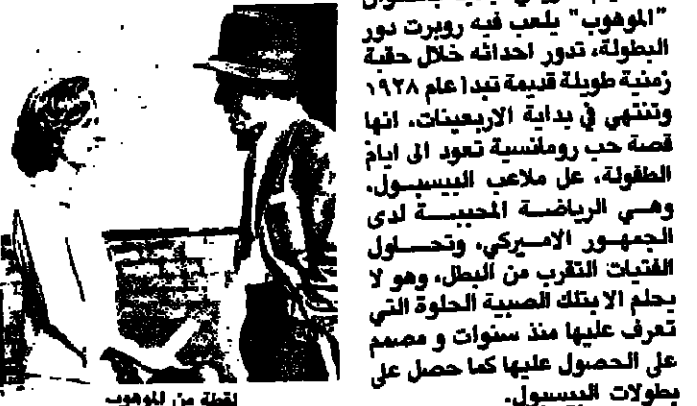 "الموهوب" يلعب فيه روبرت دور
البطولة، تدور احداثه خلال حقبة
زمنية طويلة قديمة تبدا عام ١٩٢٨
وتنتهي في بداية الاربعينات، انها
قصة حب رومانسية تعود الى ايام
الطفولة، على ملاعب البيسبول،
وهي الرياضة المحببة لدى
الجمهور الاميركي، وتحاول
الفتيات التقرب من البطل، وهو لا
يحلم الا بتلك الصبية الحلوة التي
تعرف عليها منذ سنوات و مصمم
على الحصول عليها كما حصل على
بطولات البيسبول.
لقطة من الموهوب